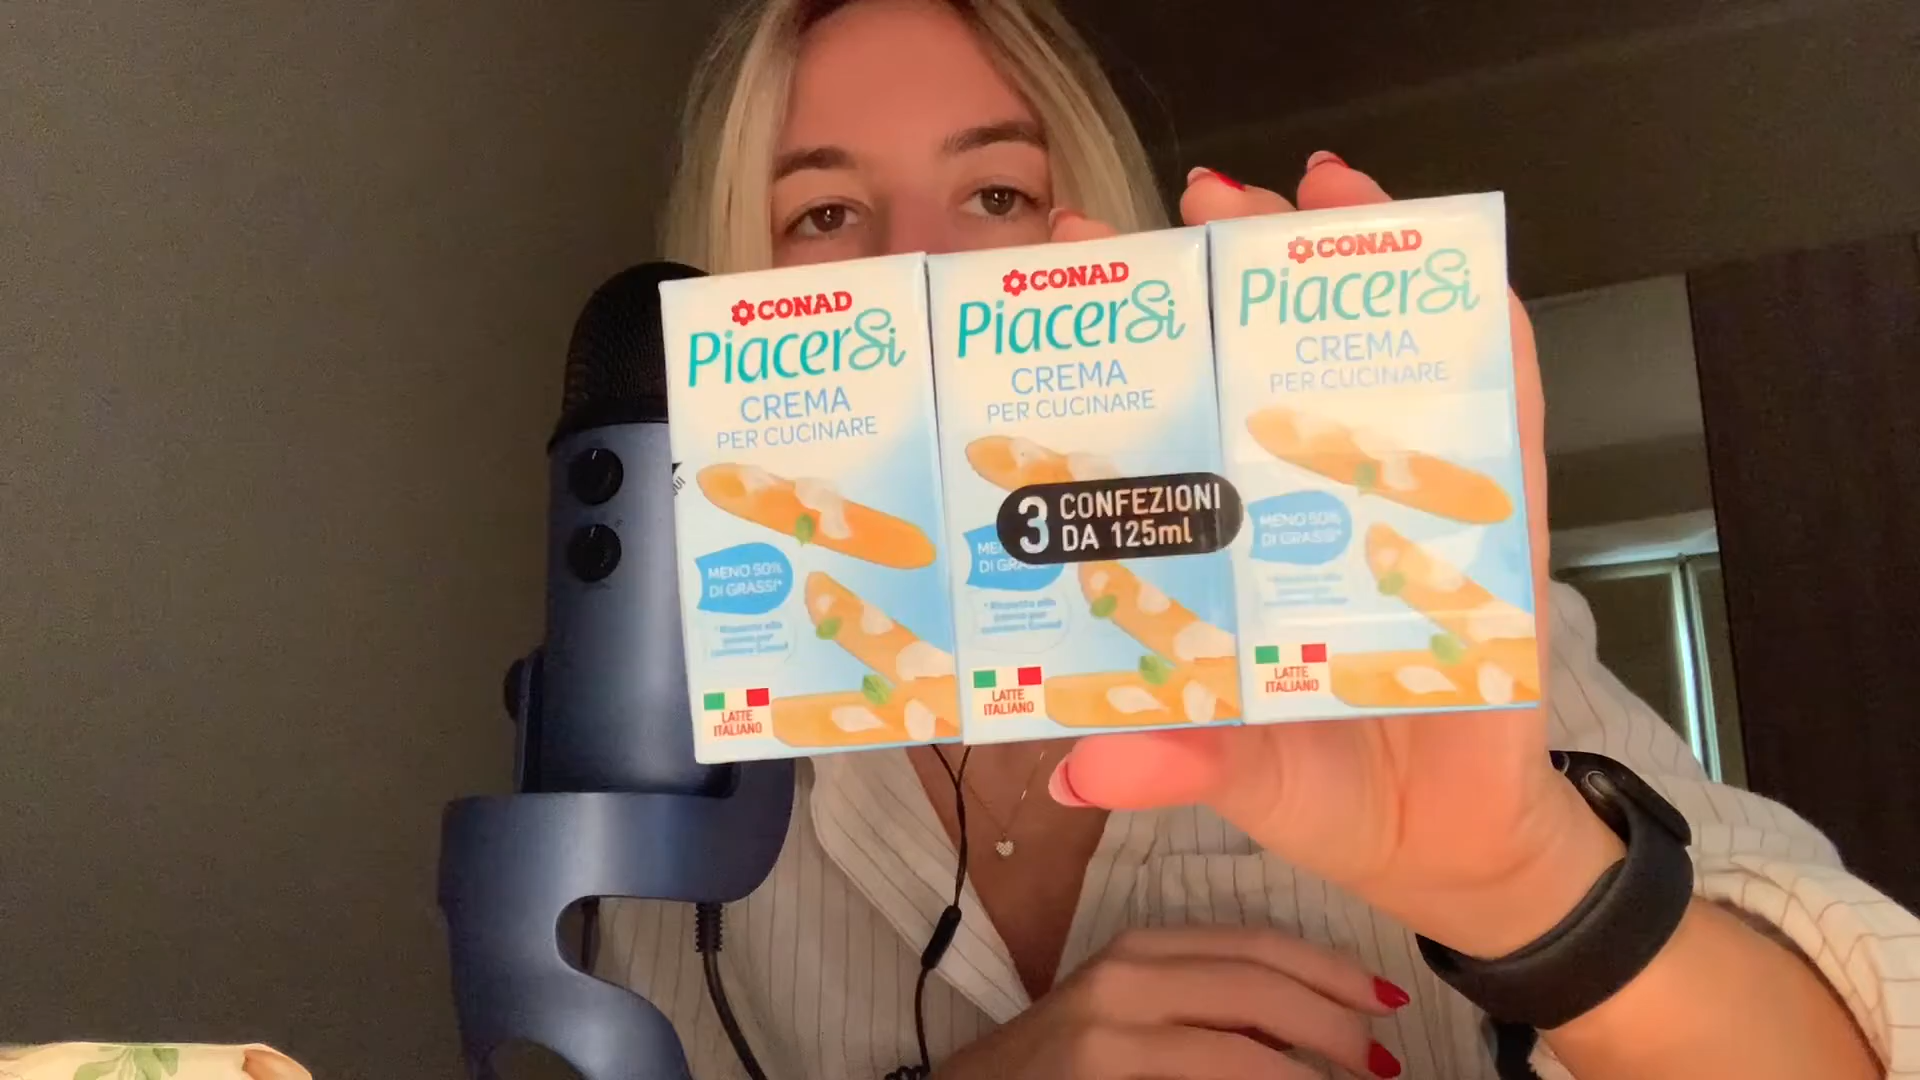 CONAD
PiacerSi
CREMA
PER CUCINARE
MENO 50%
DI GRASSI*
LATTE
ITALIANO
CONAD
PiacerSi
CREMA
PER CUCINARE
3 CONFEZIONI
DA 125ml
DI
LATTE
ITALIANO
CONAD
PiacerSi
CREMA
PER CUCINARE
MENO 50%
DI GRASSI*
LATTE
ITALIANO